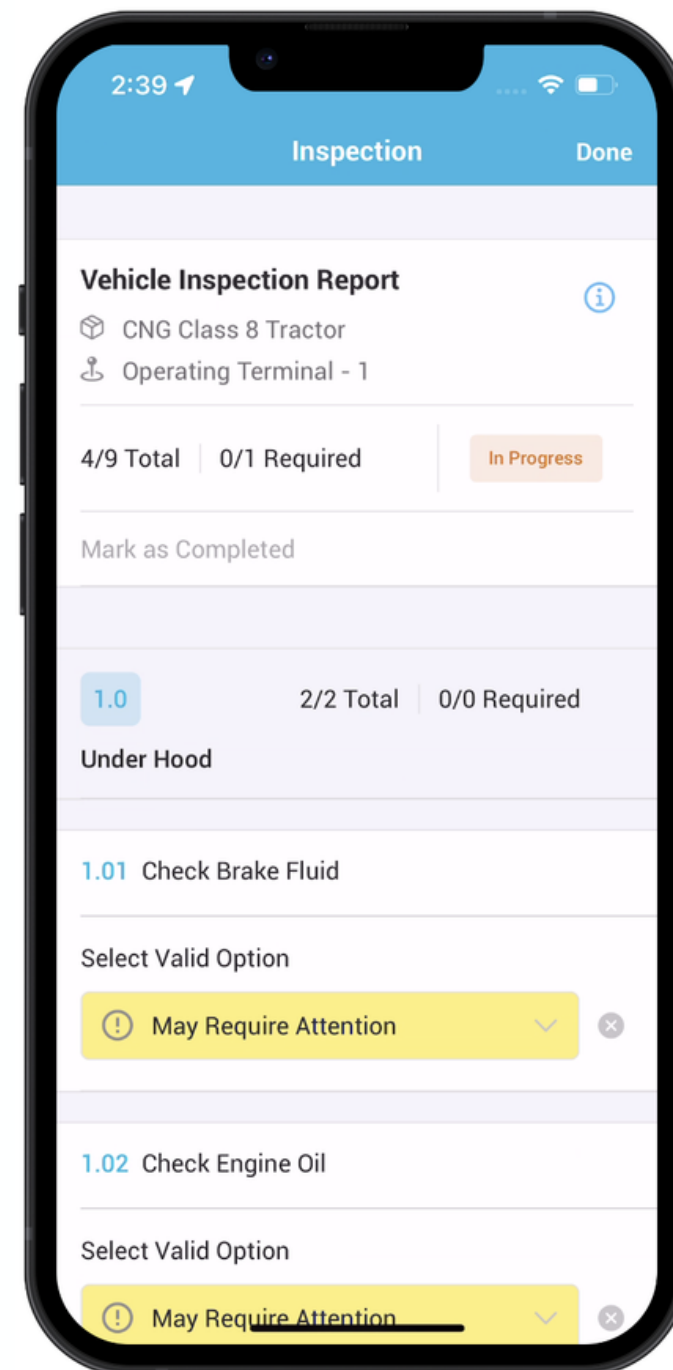 2:39
Inspection Done
Vehicle Inspection Report
CNG Class 8 Tractor
Operating Terminal - 1
4/9 Total 0/1 Required In Progress
Mark as Completed
1.0 2/2 Total 0/0 Required
Under Hood
1.01 Check Brake Fluid
Select Valid Option
May Require Attention
1.02 Check Engine Oil
Select Valid Option
May Require Attention